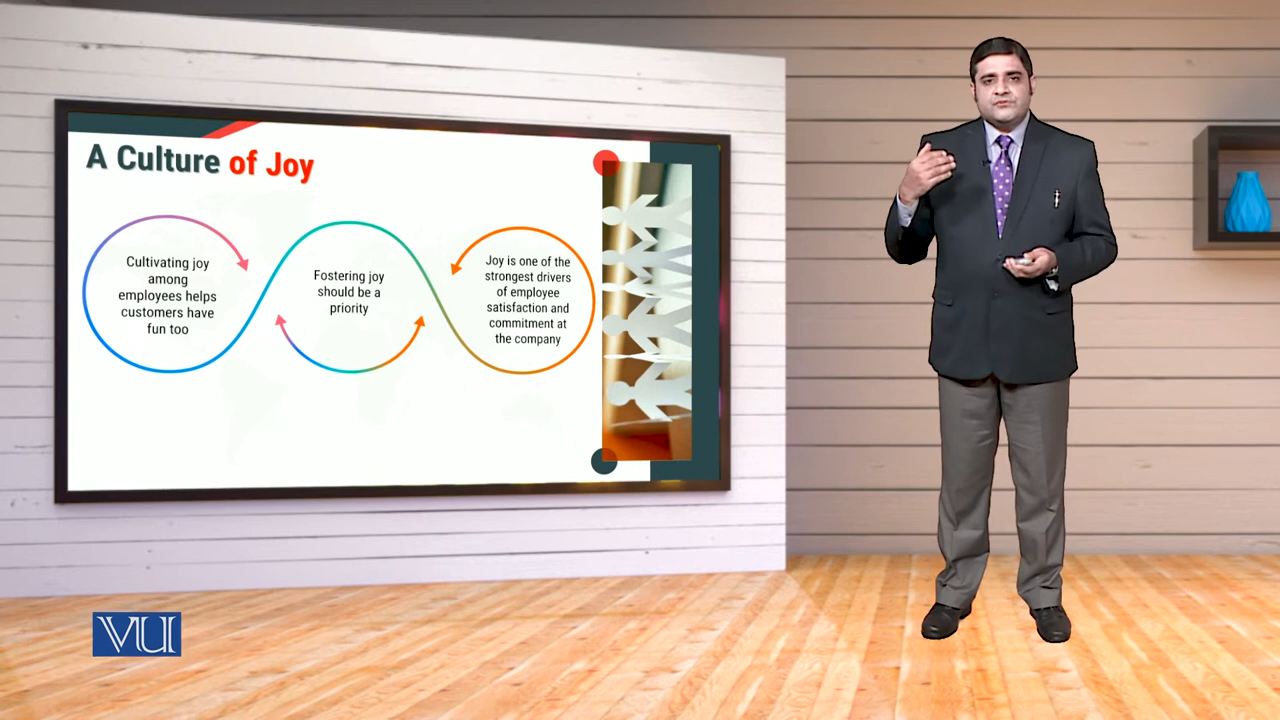 A Culture of Joy
Cultivating joy
among
employees helps
customers have
fun too
Fostering joy
should be a
priority
Joy is one of the
strongest drivers
of employee
satisfaction and
commitment at
the company
VU